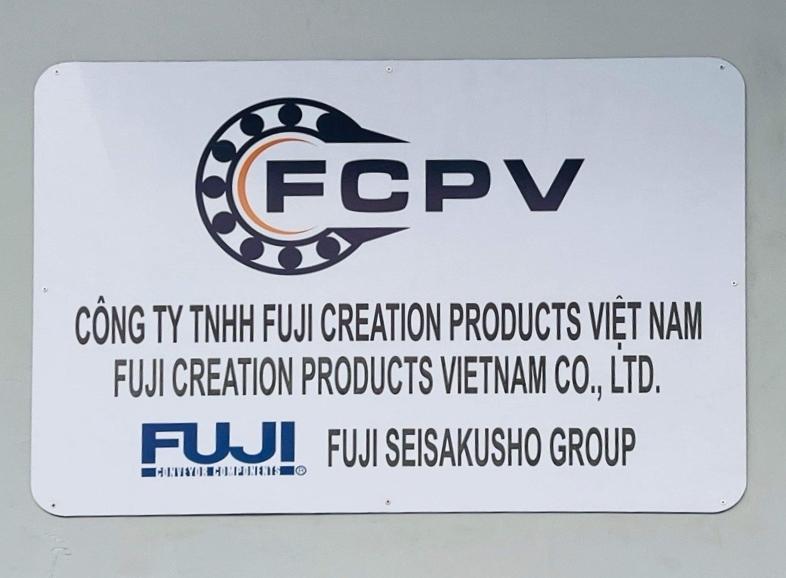 FCPV
CÔNG TY TNHH FUJI CREATION PRODUCTS VIỆT NAM
FUJI CREATION PRODUCTS VIETNAM CO., LTD.
FUJI FUJI SEISAKUSHO GROUP
CONVEYOR COMPONENTS ®